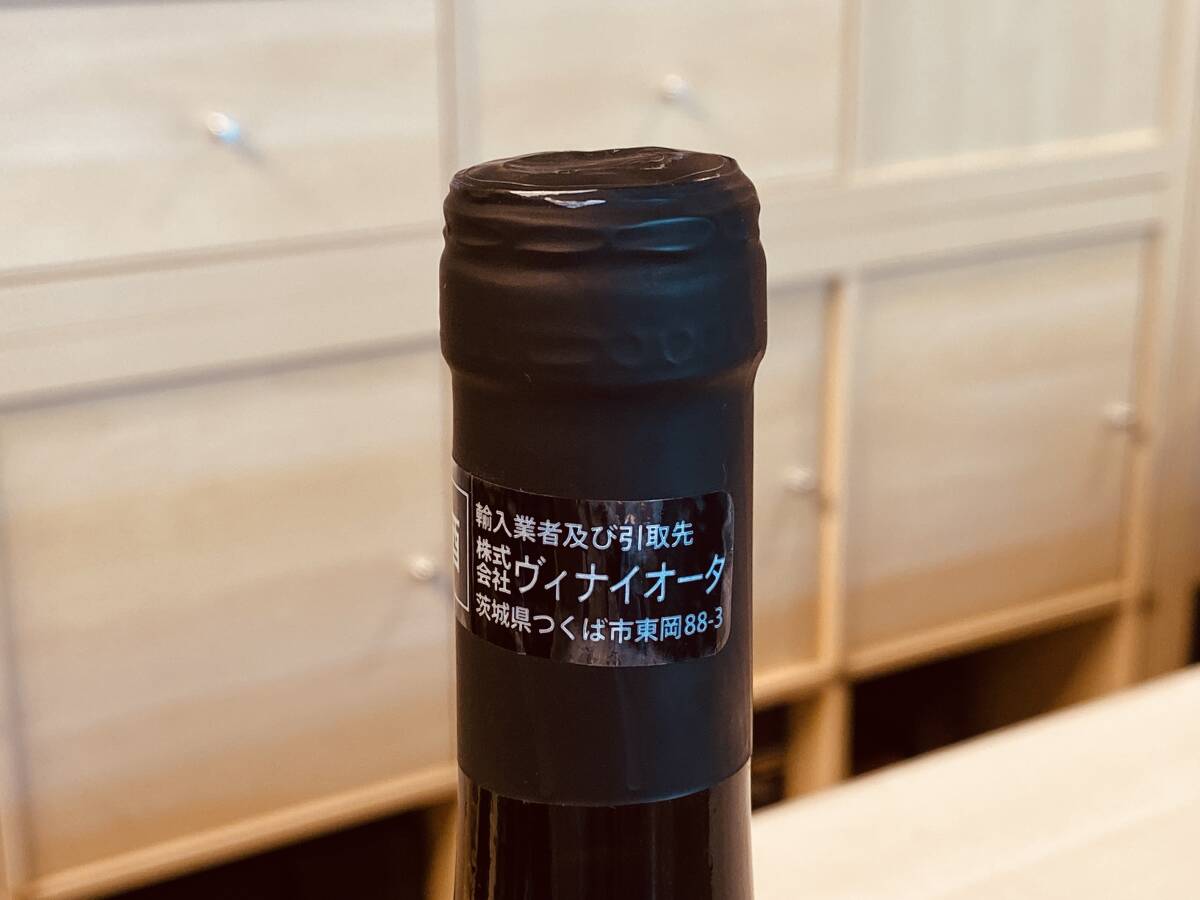 輸入業者及び引取先
株式会社ヴィナイオータ
茨城県つくば市東岡88-3
酒